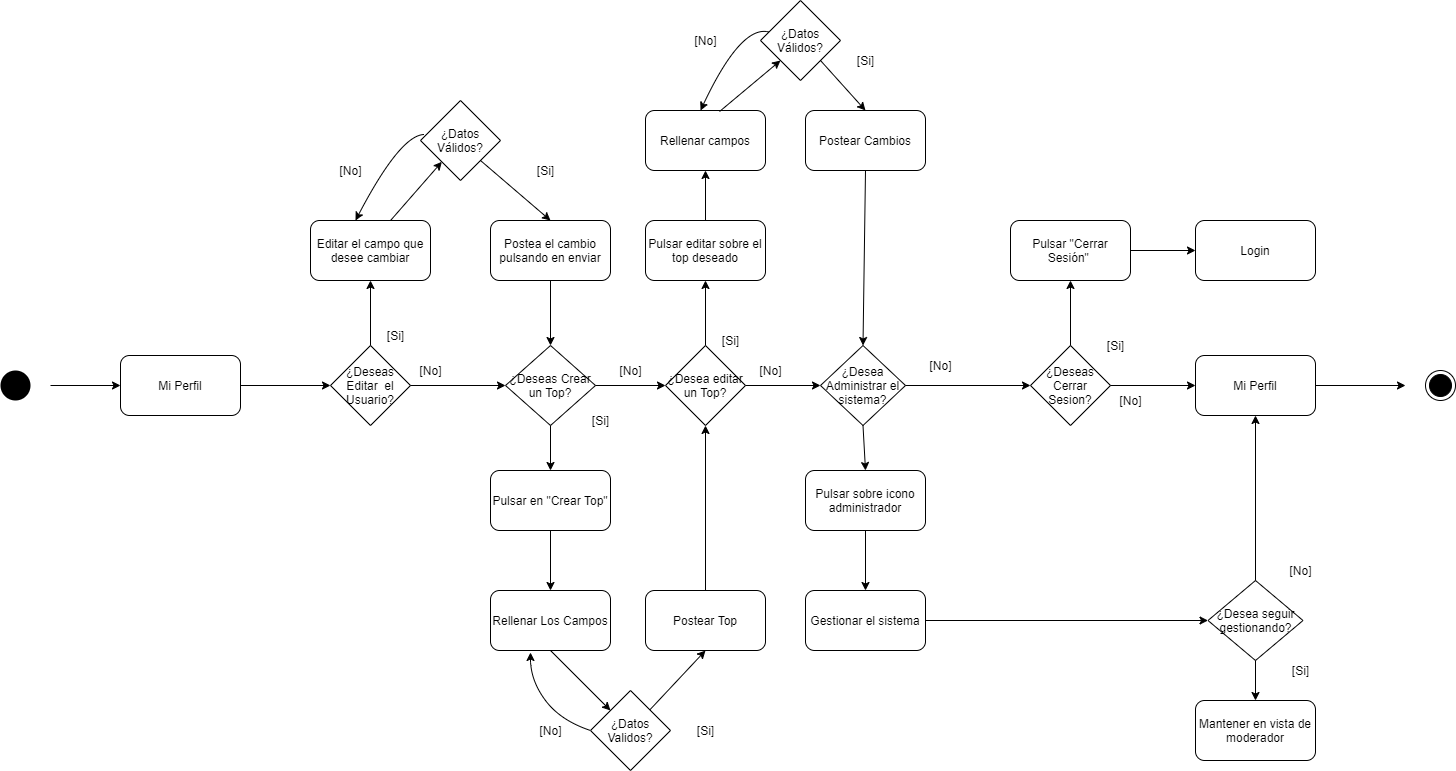 ¿Datos
Válidos?
[No]
[Si]
Rellenar campos
Postear Cambios
¿Datos
Válidos?
[No]
[Si]
Editar el campo que
desee cambiar
Postea el cambio
pulsando en enviar
Pulsar editar sobre el
top deseado
Pulsar "Cerrar
Sesión"
Login
[Si]
[Si]
[Si]
Mi Perfil
¿Deseas
Editar el
Usuario?
[No]
¿Deseas Crear
un Top?
[No]
¿Desea editar
un Top?
[No]
¿Desea
Administrar el
sistema?
[No]
¿Deseas
Cerrar
Sesion?
[No]
Mi Perfil
[Si]
Pulsar en "Crear Top"
Pulsar sobre icono
administrador
Rellenar Los Campos
Postear Top
Gestionar el sistema
[No]
¿Desea seguir
gestionando?
[Si]
¿Datos
Validos?
[No]
[Si]
Mantener en vista de
moderador